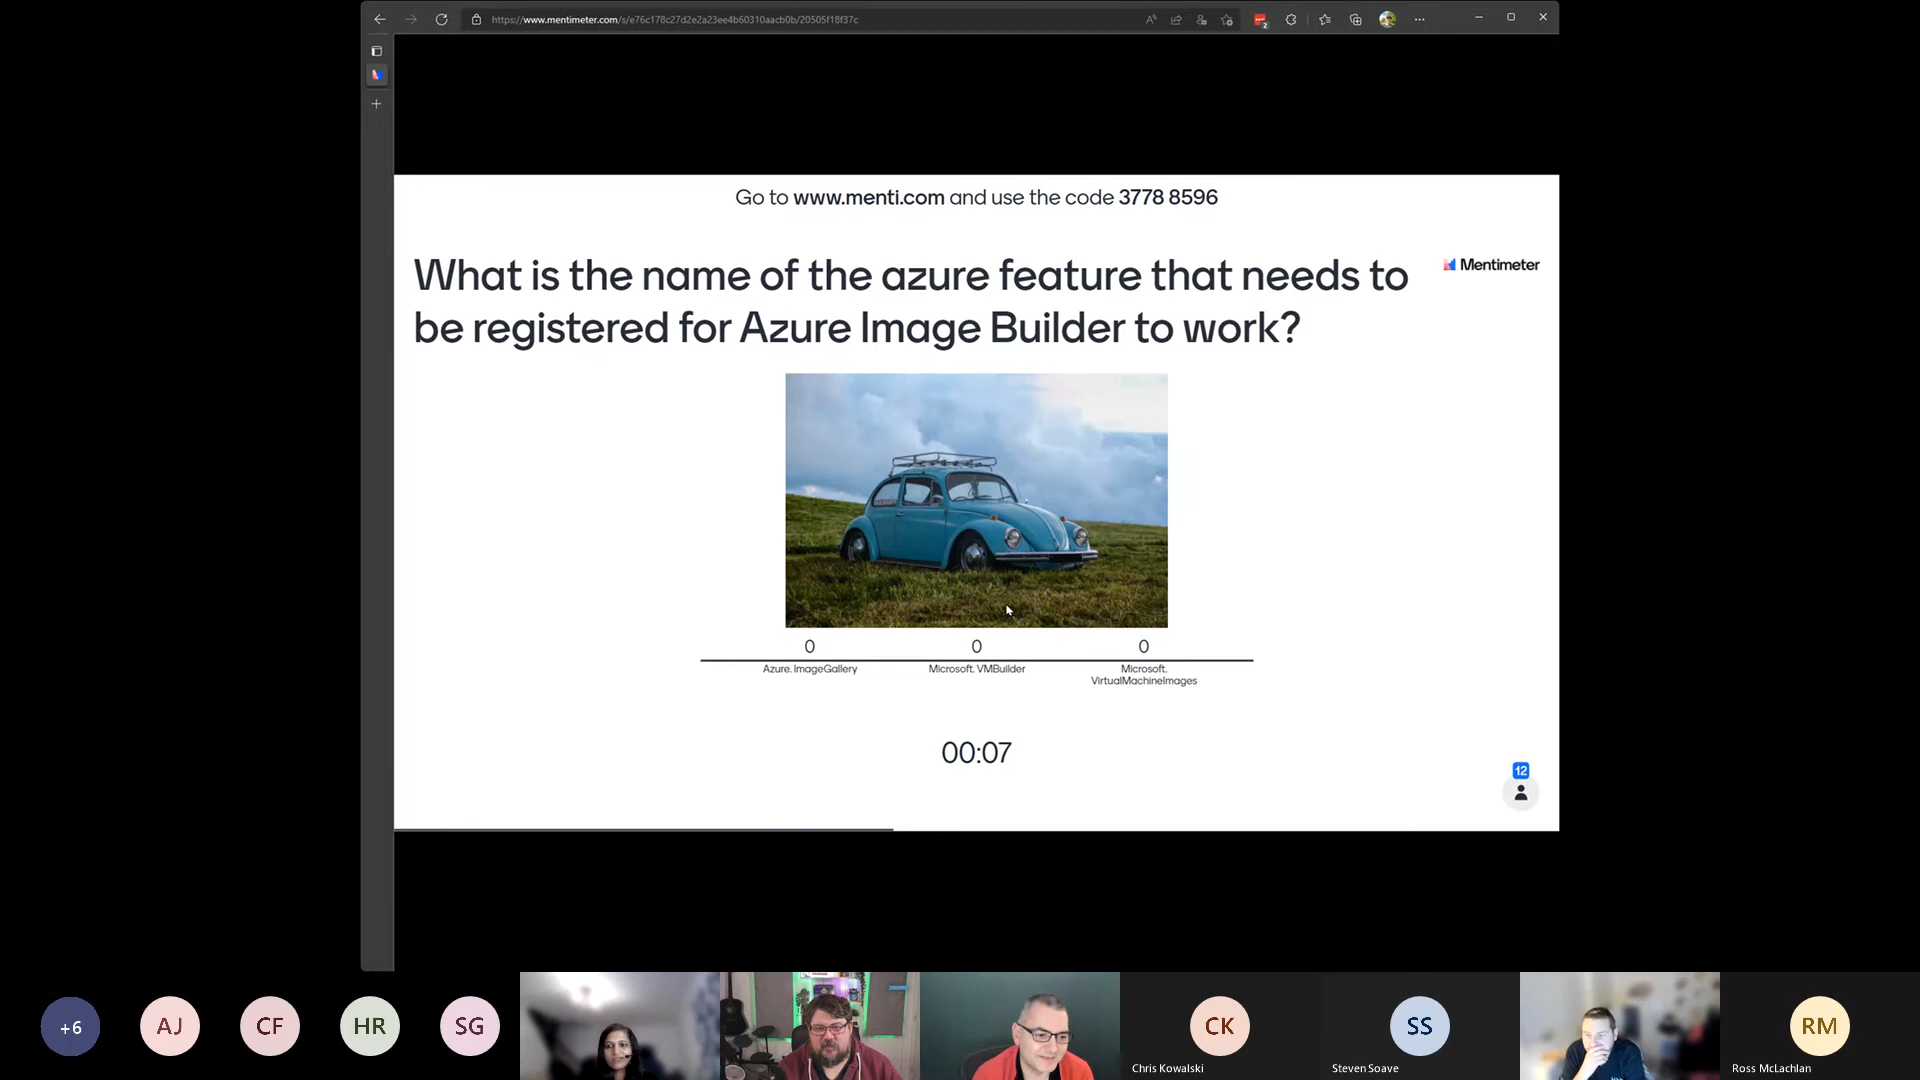 https://www.mentimeter.com/s/e76c178c27d2e2a23ee4b60310aacb0b/20505f18f37c
2
Go to www.menti.com and use the code 3778 8596
What is the name of the azure feature that needs to
be registered for Azure Image Builder to work?
Mentimeter
0
0
0
Azure.ImageGallery
Microsoft.VMBuilder
Microsoft.
VirtualMachineImages
00:07
12
+6
AJ
CF
HR
SG
CK
SS
RM
Chris Kowalski
Steven Soave
Ross McLachlan